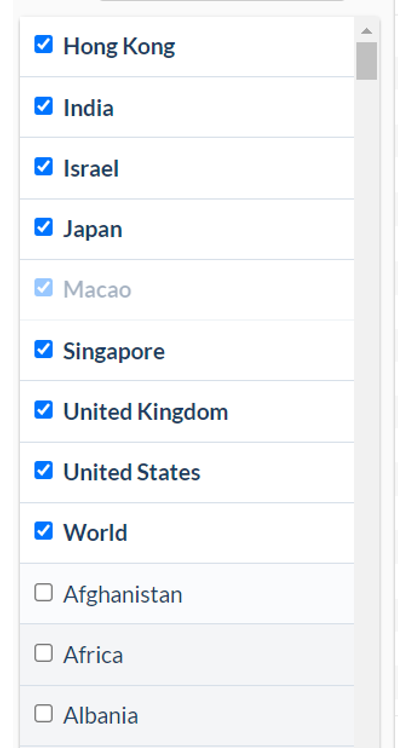 Hong Kong
India
Israel
Japan
Macao
Singapore
United Kingdom
United States
World
Afghanistan
Africa
Albania